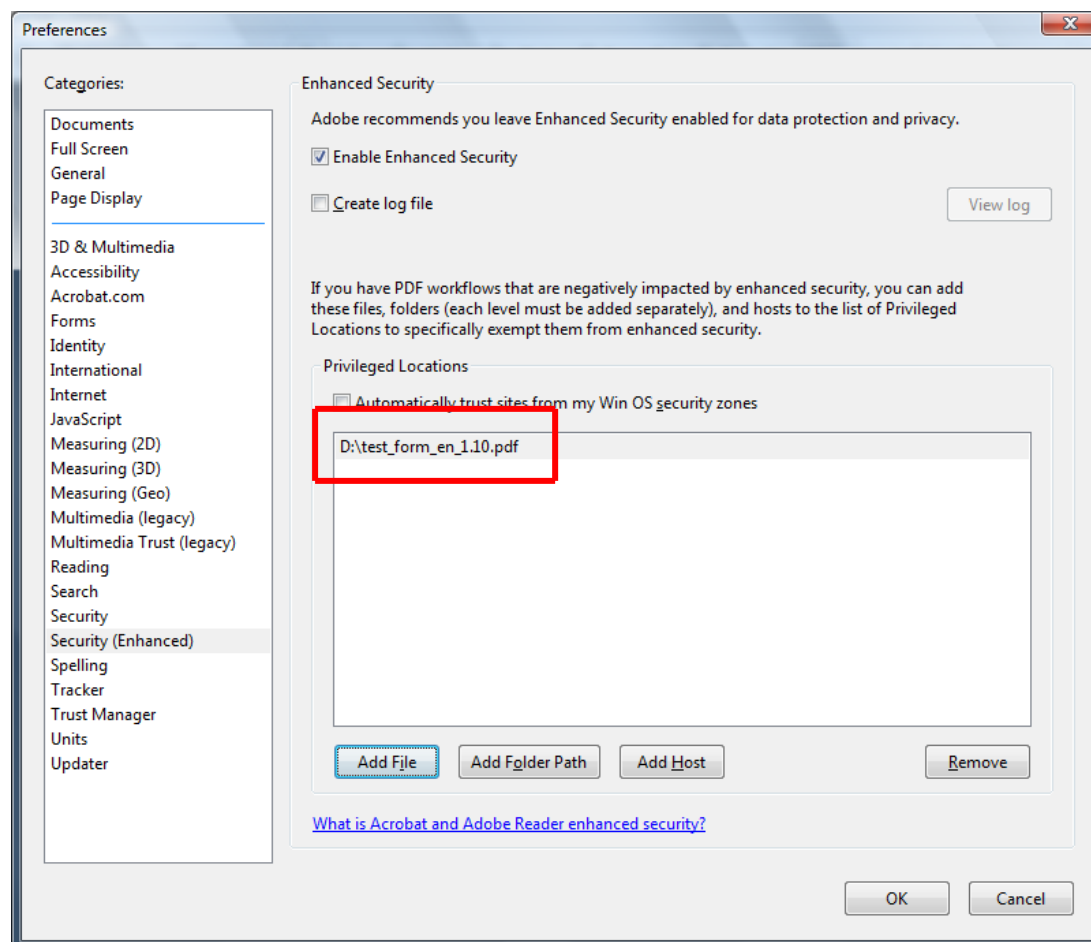 Preferences
Categories:
Documents
Full Screen
General
Page Display
3D & Multimedia
Accessibility
Acrobat.com
Forms
Identity
International
Internet
JavaScript
Measuring (2D)
Measuring (3D)
Measuring (Geo)
Multimedia (legacy)
Multimedia Trust (legacy)
Reading
Search
Security
Security (Enhanced)
Spelling
Tracker
Trust Manager
Units
Updater
Enhanced Security
Adobe recommends you leave Enhanced Security enabled for data protection and privacy.
Enable Enhanced Security
Create log file
View log
If you have PDF workflows that are negatively impacted by enhanced security, you can add
these files, folders (each level must be added separately), and hosts to the list of Privileged
Locations to specifically exempt them from enhanced security.
Privileged Locations
Automatically trust sites from my Win OS security zones
D:\test_form_en_1.10.pdf
Add File
Add Folder Path
Add Host
Remove
What is Acrobat and Adobe Reader enhanced security?
OK
Cancel